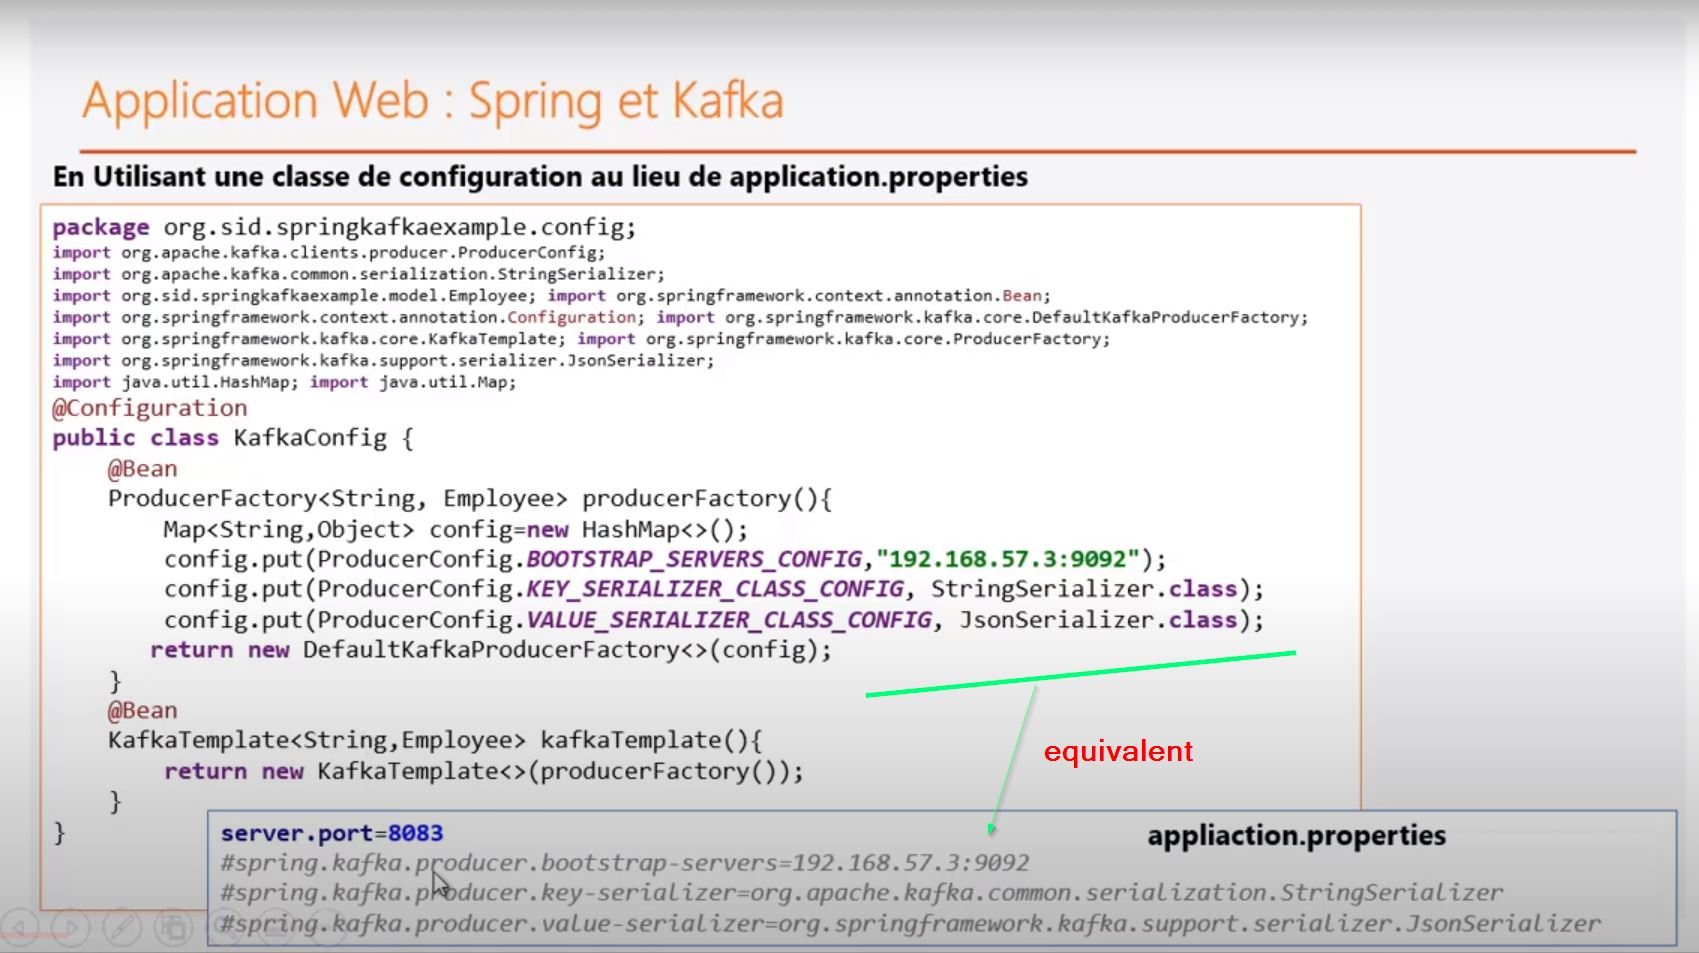 Application Web : Spring et Kafka
En Utilisant une classe de configuration au lieu de application.properties
package org.sid.springkafkaexample.config;
import org.apache.kafka.clients.producer.ProducerConfig;
import org.apache.kafka.common.serialization.StringSerializer;
import org.sid.springkafkaexample.model.Employee; import org.springframework.context.annotation.Bean;
import org.springframework.context.annotation.Configuration; import org.springframework.kafka.core.DefaultKafkaProducerFactory;
import org.springframework.kafka.core.KafkaTemplate; import org.springframework.kafka.core.ProducerFactory;
import org.springframework.kafka.support.serializer.JsonSerializer;
import java.util.HashMap; import java.util.Map;
@Configuration
public class KafkaConfig {
@Bean
ProducerFactory<String, Employee> producerFactory(){
Map<String,Object> config=new HashMap<>();
config.put(ProducerConfig.BOOTSTRAP_SERVERS_CONFIG,"192.168.57.3:9092");
config.put(ProducerConfig.KEY_SERIALIZER_CLASS_CONFIG, StringSerializer.class);
config.put(ProducerConfig.VALUE_SERIALIZER_CLASS_CONFIG, JsonSerializer.class);
return new DefaultKafkaProducerFactory<>(config);
}
@Bean
KafkaTemplate<String,Employee> kafkaTemplate(){
return new KafkaTemplate<>(producerFactory());
}
}
equivalent
server.port=8083
appliaction.properties
#spring.kafka.producer.bootstrap-servers=192.168.57.3:9092
#spring.kafka.producer.key-serializer=org.apache.kafka.common.serialization.StringSerializer
#spring.kafka.producer.value-serializer=org.springframework.kafka.support.serializer.JsonSerializer